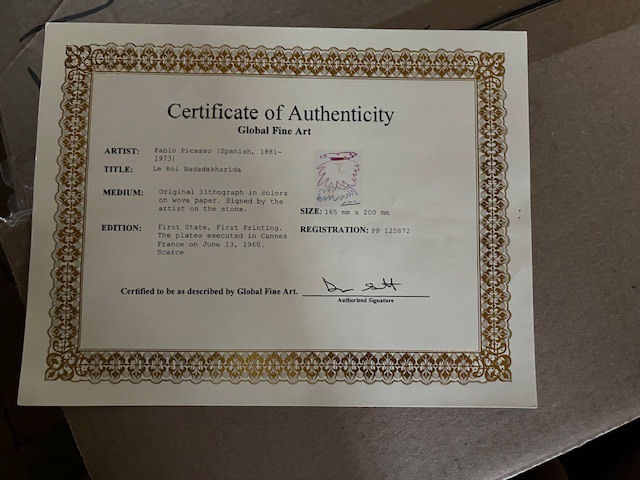 Certificate of Authenticity
Global Fine Art
ARTIST: Pablo Picasso (Spanish, 1881-
1973)
TITLE: Le Roi Badadakharida
MEDIUM: Original lithograph in colors
on wove paper. Signed by the
artist on the stone.
SIZE: 165 mm x 200 mm
EDITION: First State, First Printing.
The plates executed in Cannes
France on June 13, 1960.
Scarce
REGISTRATION: PP 125872
Certified to be as described by Global Fine Art.
Authorized Signature